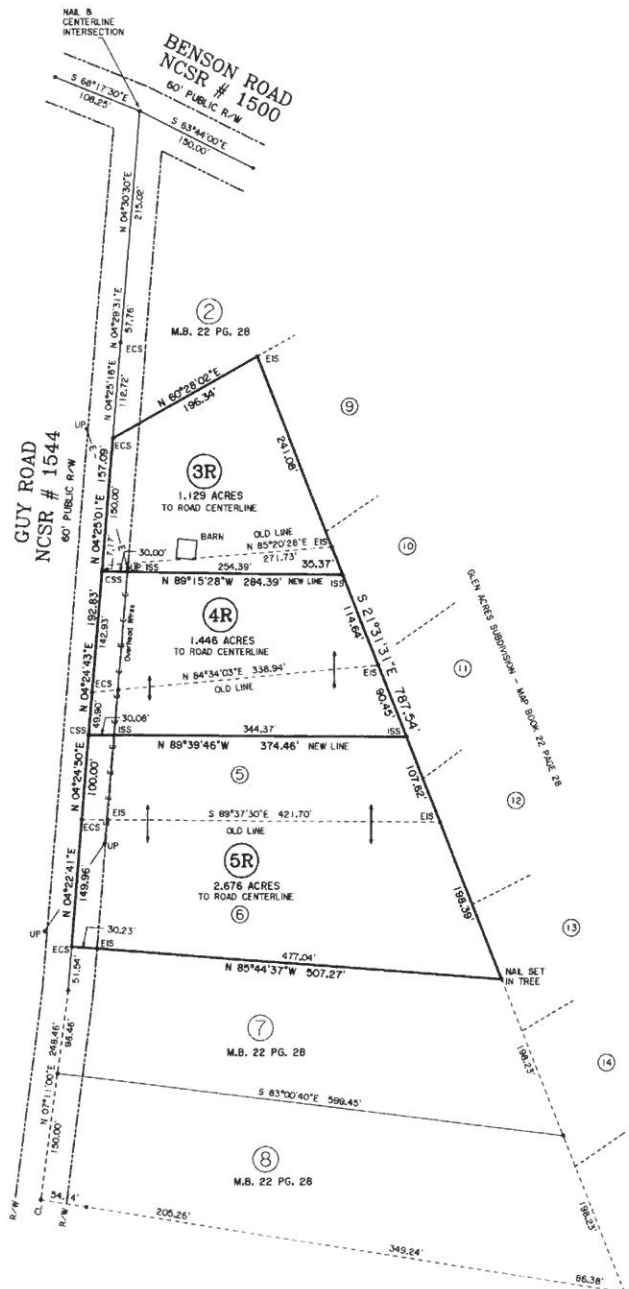 NAIL &
CENTERLINE
INTERSECTION
BENSON ROAD
NCSR # 1500
60' PUBLIC R/W
S 68°17'30"E
108.25'
S 63°44'00"E
150.00'
N 04°30'30"E
215.02'
N 04°29'31"E
57.76'
ECS
N 04°25'16"E
112.72'
2
M.B. 22 PG. 28
EIS
N 60°28'02"E
196.34'
9
UP
3
ECS
GUY ROAD
NCSR # 1544
60' PUBLIC R/W
N 04°25'01"E 157.09'
150.00'
241.08'
3R
1.129 ACRES
TO ROAD CENTERLINE
BARN
OLD LINE
N 85°20'28"E EIS
271.73'
10
7.17'
3
30.00'
UP ISS
254.39'
35.37'
CSS
N 89°15'28"W 284.39' NEW LINE
ISS
GLEN ACRES SUBDIVISION - MAP BOOK 22 PAGE 28
N 04°24'43"E 192.83'
142.93'
Overhead Wires
4R
1.446 ACRES
TO ROAD CENTERLINE
S 21°31'31"E 787.54'
114.64'
11
ECS
N 84°34'03"E 338.94'
OLD LINE
EIS
49.90'
90.45'
CSS
30.08'
344.37'
ISS
N 89°39'46"W 374.46' NEW LINE
N 04°24'50"E
100.00'
5
107.62'
12
EIS
S 89°37'30"E 421.70'
EIS
ECS
OLD LINE
UP
N 04°22'41"E
149.96'
5R
2.676 ACRES
TO ROAD CENTERLINE
6
198.39'
13
UP
30.23'
ECS
EIS
477.04'
N 85°44'37"W 507.27'
NAIL SET
IN TREE
51.54'
7
M.B. 22 PG. 28
N 07°11'00"E 248.46'
98.46'
198.23'
14
S 83°00'40"E 599.45'
150.00'
8
M.B. 22 PG. 28
198.23'
R/W
CL
R/W
205.26'
349.24'
86.38'